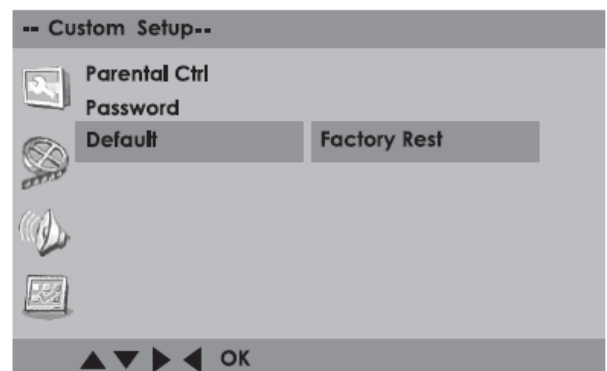 -- Custom Setup--
Parental Ctrl
Password
Default Factory Rest
▲ ▼ ▶ ◀ OK